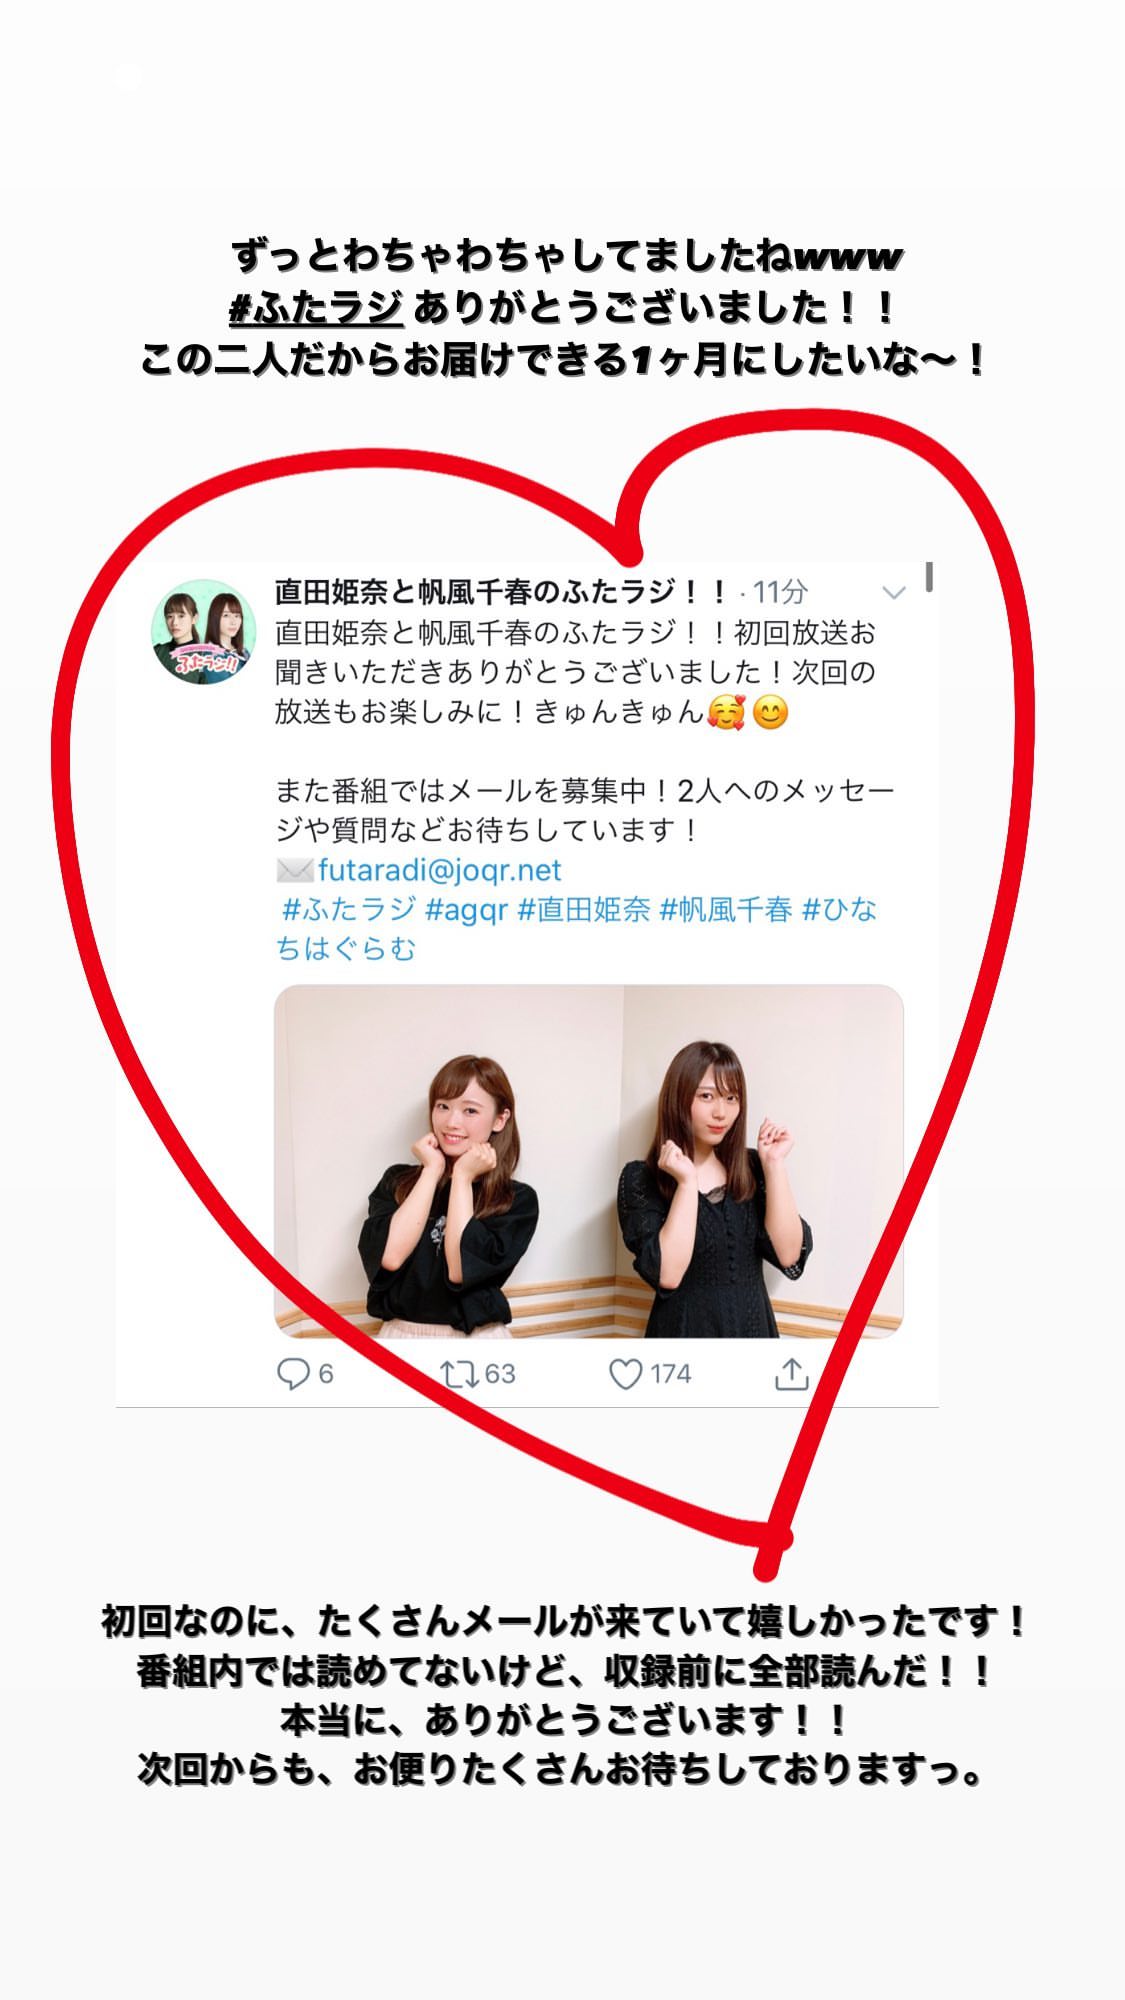 ずっとわちゃわちゃしてましたねwww
#ふたラジ ありがとうございました！！
この二人だからお届けできる1ヶ月にしたいな〜！
直田姫奈と帆風千春のふたラジ！！ · 11分
直田姫奈と帆風千春のふたラジ！！初回放送お
聞きいただきありがとうございました！次回の
放送もお楽しみに！きゅんきゅん🥰😊
また番組ではメールを募集中！2人へのメッセー
ジや質問などお待ちしています！
✉️futaradi@joqr.net
#ふたラジ #agqr #直田姫奈 #帆風千春 #ひな
ちはぐらむ
ふたラジ!!
6 63 174
初回なのに、たくさんメールが来ていて嬉しかったです！
番組内では読めてないけど、収録前に全部読んだ！！
本当に、ありがとうございます！！
次回からも、お便りたくさんお待ちしておりますっ。